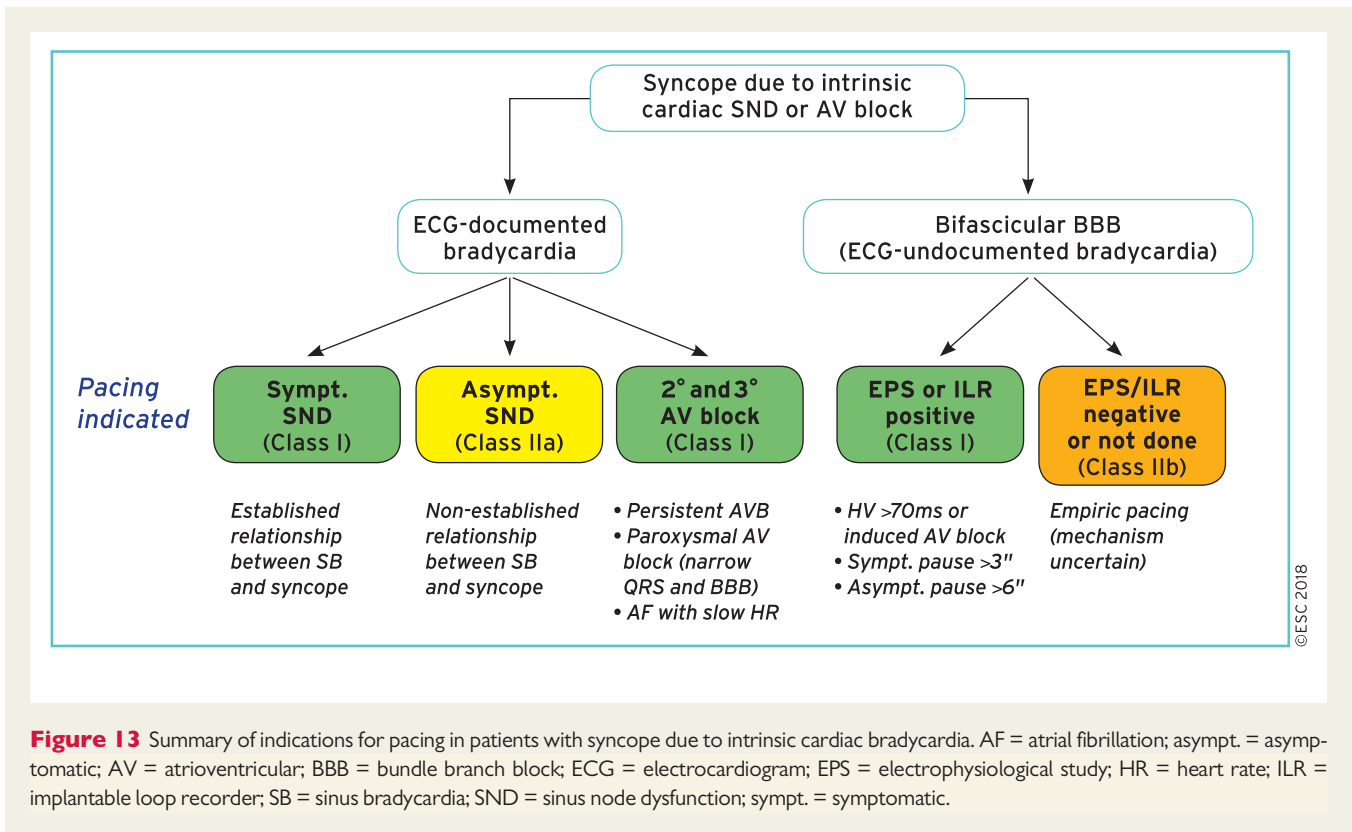 Syncope due to intrinsic
cardiac SND or AV block
ECG-documented
bradycardia
Bifascicular BBB
(ECG-undocumented bradycardia)
Pacing
indicated
Sympt.
SND
(Class I)
Asympt.
SND
(Class IIa)
2° and 3°
AV block
(Class I)
EPS or ILR
positive
(Class I)
EPS/ILR
negative
or not done
(Class IIb)
Established
relationship
between SB
and syncope
Non-established
relationship
between SB
and syncope
• Persistent AVB
• Paroxysmal AV
block (narrow
QRS and BBB)
• AF with slow HR
• HV >70ms or
induced AV block
• Sympt. pause >3"
• Asympt. pause >6"
Empiric pacing
(mechanism
uncertain)
©ESC 2018
Figure 13 Summary of indications for pacing in patients with syncope due to intrinsic cardiac bradycardia. AF = atrial fibrillation; asympt. = asymp-
tomatic; AV = atrioventricular; BBB = bundle branch block; ECG = electrocardiogram; EPS = electrophysiological study; HR = heart rate; ILR =
implantable loop recorder; SB = sinus bradycardia; SND = sinus node dysfunction; sympt. = symptomatic.